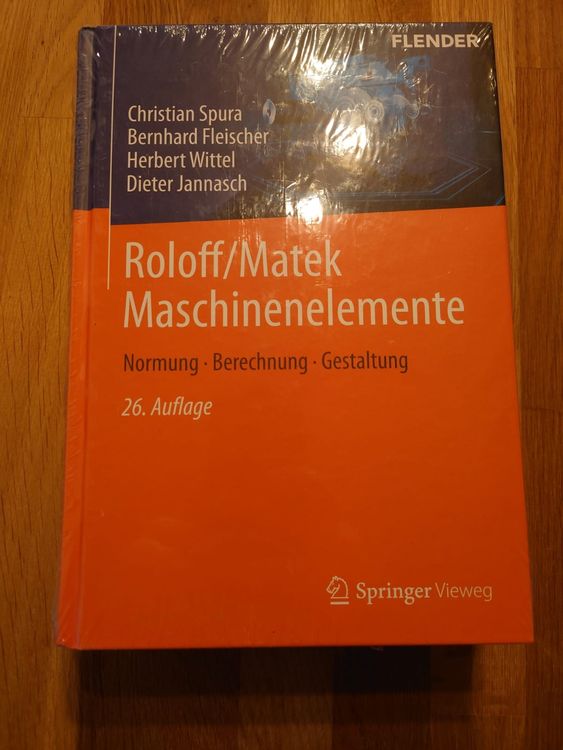 FLENDER
Christian Spura
Bernhard Fleischer
Herbert Wittel
Dieter Jannasch
Roloff/Matek
Maschinenelemente
Normung · Berechnung · Gestaltung
26. Auflage
Springer Vieweg